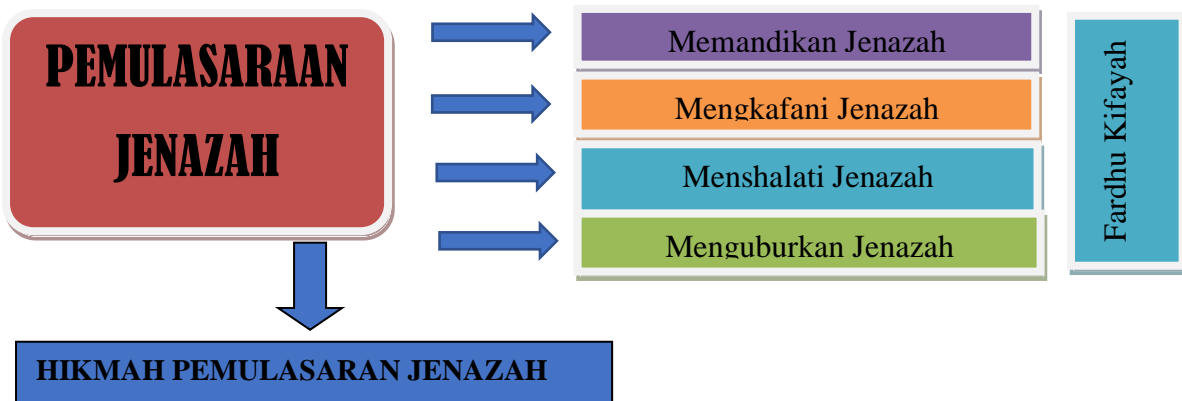 PEMULASARAAN
JENAZAH
Memandikan Jenazah
Mengkafani Jenazah
Menshalati Jenazah
Menguburkan Jenazah
Fardhu Kifayah
HIKMAH PEMULASARAN JENAZAH